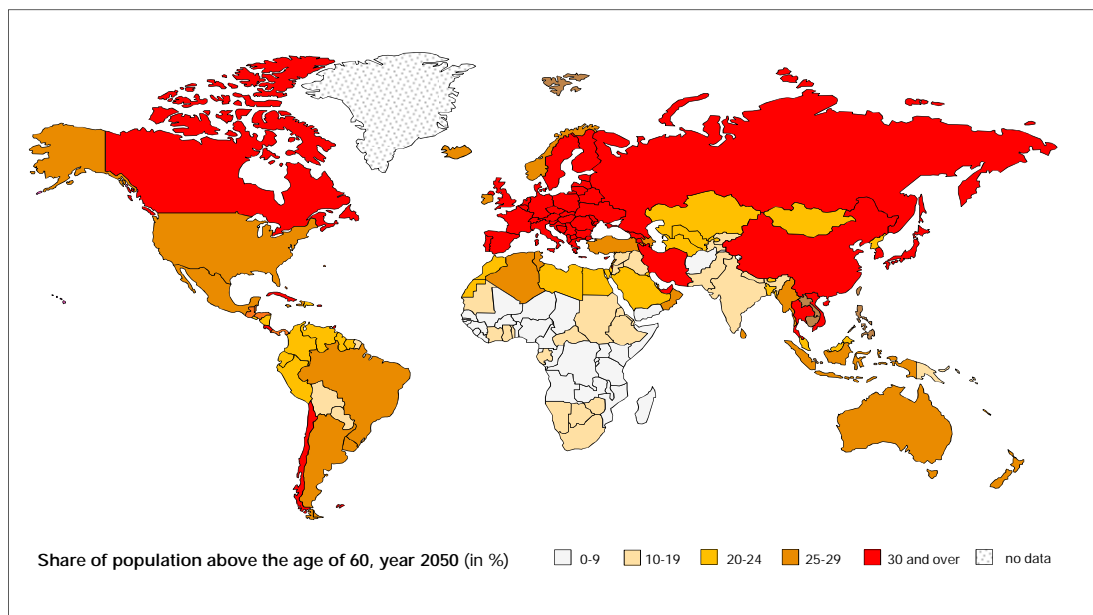 Share of population above the age of 60, year 2050 (in %) 0-9 10-19 20-24 25-29 30 and over no data